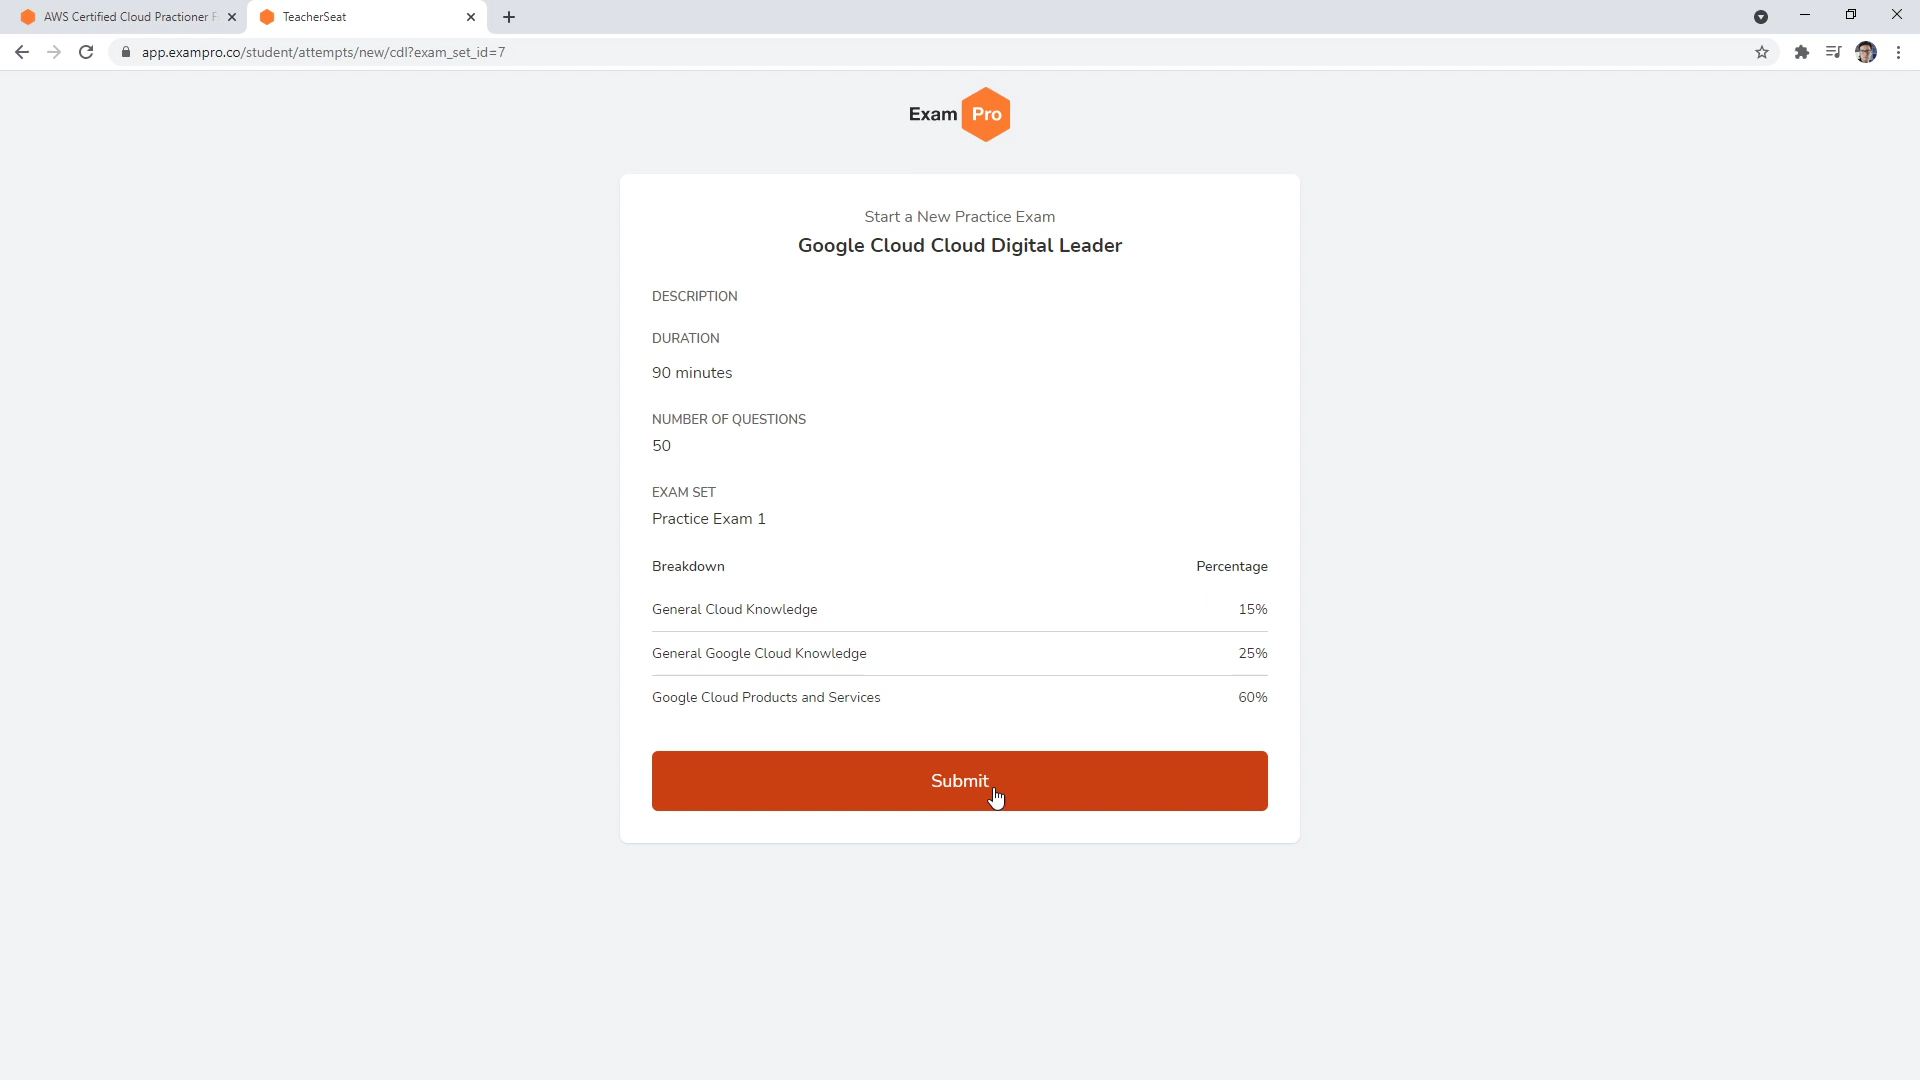 AWS Certified Cloud Practioner F
TeacherSeat
app.exampro.co/student/attempts/new/cdl?exam_set_id=7
Exam Pro
Start a New Practice Exam
Google Cloud Cloud Digital Leader
DESCRIPTION
DURATION
90 minutes
NUMBER OF QUESTIONS
50
EXAM SET
Practice Exam 1
Breakdown Percentage
General Cloud Knowledge 15%
General Google Cloud Knowledge 25%
Google Cloud Products and Services 60%
Submit